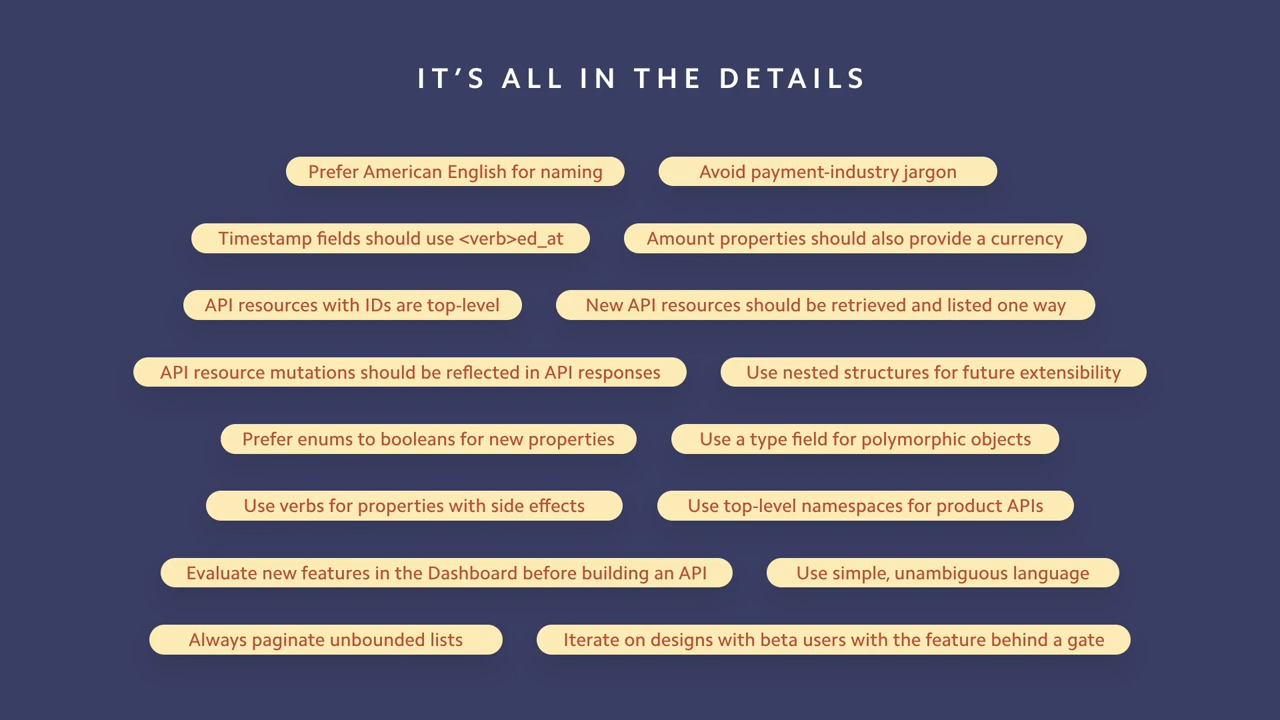 IT’S ALL IN THE DETAILS
Prefer American English for naming
Avoid payment-industry jargon
Timestamp fields should use <verb>ed_at
Amount properties should also provide a currency
API resources with IDs are top-level
New API resources should be retrieved and listed one way
API resource mutations should be reflected in API responses
Use nested structures for future extensibility
Prefer enums to booleans for new properties
Use a type field for polymorphic objects
Use verbs for properties with side effects
Use top-level namespaces for product APIs
Evaluate new features in the Dashboard before building an API
Use simple, unambiguous language
Always paginate unbounded lists
Iterate on designs with beta users with the feature behind a gate